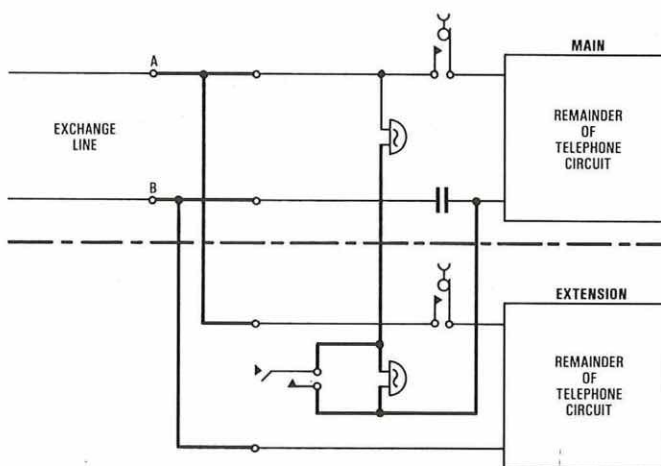 A
MAIN
EXCHANGE
LINE
REMAINDER
OF
TELEPHONE
CIRCUIT
B
EXTENSION
REMAINDER
OF
TELEPHONE
CIRCUIT